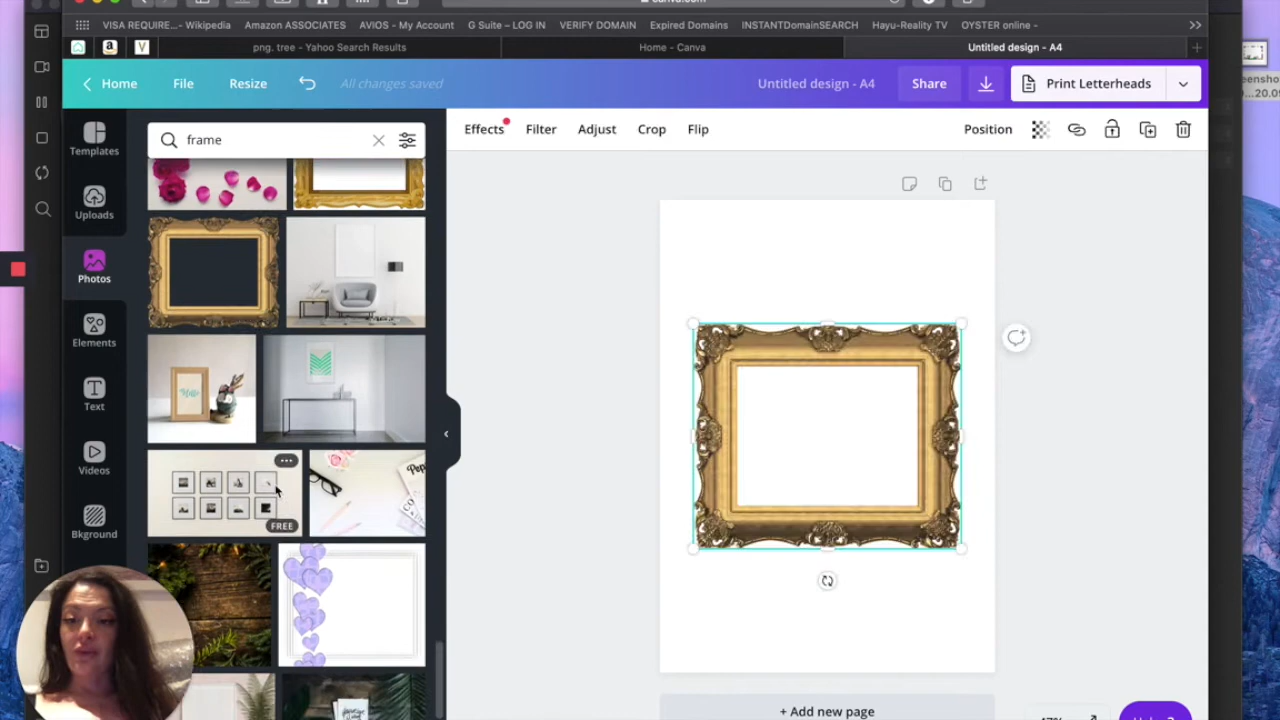 VISA REQUIRE... - Wikipedia
Amazon ASSOCIATES
AVIOS - My Account
G Suite – LOG IN
VERIFY DOMAIN
Expired Domains
INSTANTDomainSEARCH
Hayu-Reality TV
OYSTER online -
png. tree - Yahoo Search Results
Home - Canva
Untitled design - A4
Home
File
Resize
All changes saved
Untitled design - A4
Share
Print Letterheads
Templates
frame
Effects
Filter
Adjust
Crop
Flip
Position
Uploads
Photos
Elements
Text
Videos
Bkground
Hello
FREE
+ Add new page